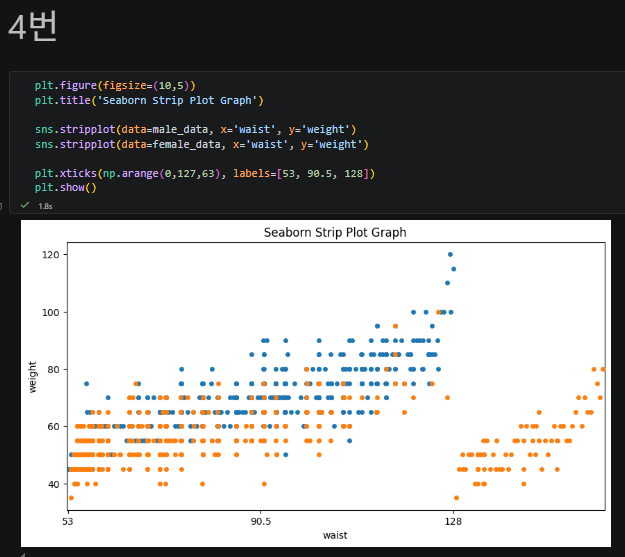 4번
plt.figure(figsize=(10,5))
plt.title('Seaborn Strip Plot Graph')
sns.stripplot(data=male_data, x='waist', y='weight')
sns.stripplot(data=female_data, x='waist', y='weight')
plt.xticks(np.arange(0,127,63), labels=[53, 90.5, 128])
plt.show()
1.8s
Seaborn Strip Plot Graph
120
100
80
60
40
weight
53 90.5 128
waist